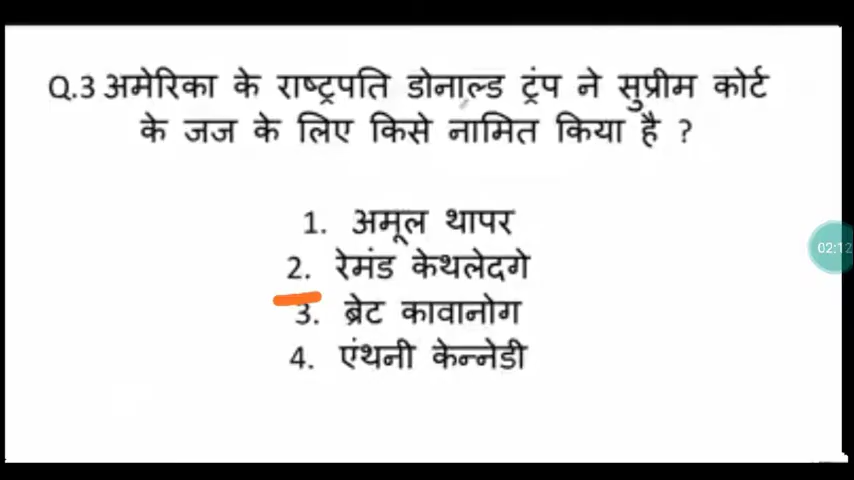 Q.3 अमेरिका के राष्ट्रपति डोनाल्ड ट्रंप ने सुप्रीम कोर्ट
के जज के लिए किसे नामित किया है ?
1. अमूल थापर
2. रेमंड केथलेदगे
3. ब्रेट कावानोग
4. एंथनी केन्नेडी
02:12